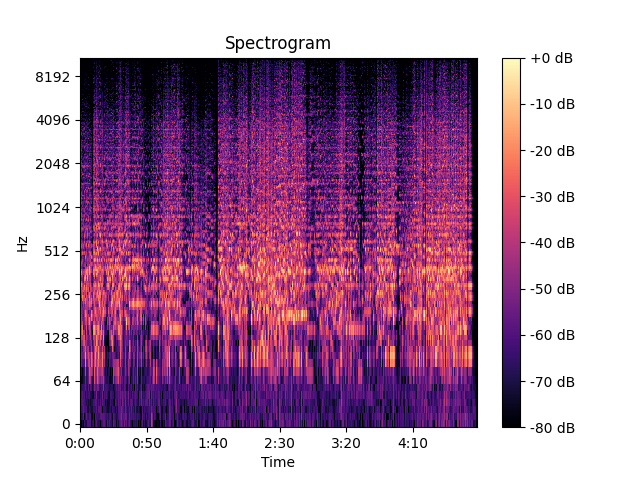 Spectrogram
8192
4096
2048
1024
512
256
128
64
0
Hz
0:00 0:50 1:40 2:30 3:20 4:10
Time
+0 dB
-10 dB
-20 dB
-30 dB
-40 dB
-50 dB
-60 dB
-70 dB
-80 dB